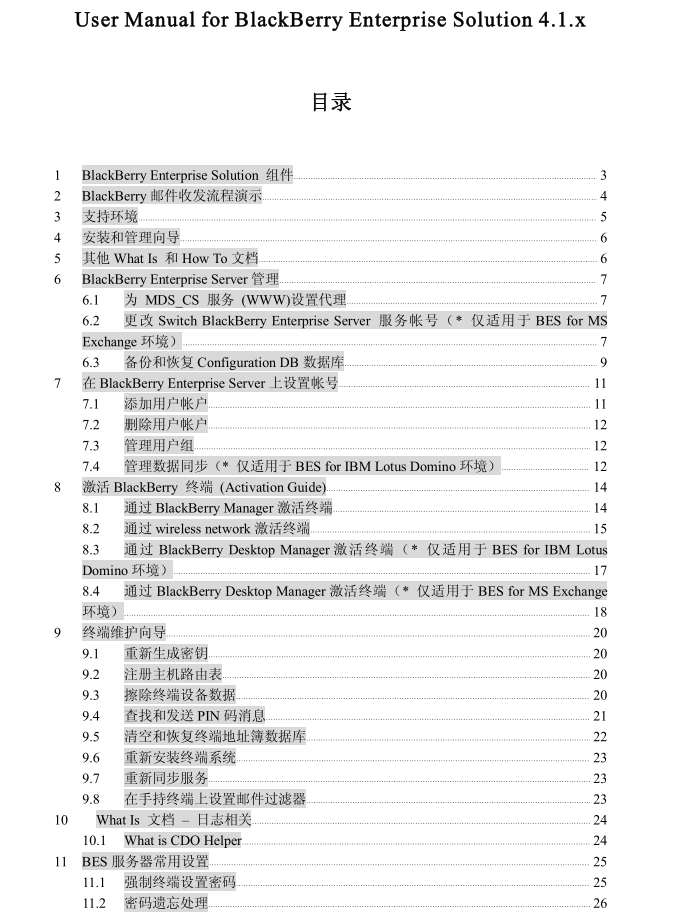 User Manual for BlackBerry Enterprise Solution 4.1.x
目录
1 BlackBerry Enterprise Solution 组件 3
2 BlackBerry 邮件收发流程演示 4
3 支持环境 5
4 安装和管理向导 6
5 其他 What Is 和 How To 文档 6
6 BlackBerry Enterprise Server 管理 7
6.1 为 MDS_CS 服务 (WWW)设置代理 7
6.2 更改 Switch BlackBerry Enterprise Server 服务帐号（* 仅适用于 BES for MS
Exchange 环境） 7
6.3 备份和恢复 Configuration DB 数据库 9
7 在 BlackBerry Enterprise Server 上设置帐号 11
7.1 添加用户帐户 11
7.2 删除用户帐户 12
7.3 管理用户组 12
7.4 管理数据同步（* 仅适用于 BES for IBM Lotus Domino 环境） 12
8 激活 BlackBerry 终端 (Activation Guide) 14
8.1 通过 BlackBerry Manager 激活终端 14
8.2 通过 wireless network 激活终端 15
8.3 通过 BlackBerry Desktop Manager 激活终端（* 仅适用于 BES for IBM Lotus
Domino 环境） 17
8.4 通过 BlackBerry Desktop Manager 激活终端（* 仅适用于 BES for MS Exchange
环境） 18
9 终端维护向导 20
9.1 重新生成密钥 20
9.2 注册主机路由表 20
9.3 擦除终端设备数据 20
9.4 查找和发送 PIN 码消息 21
9.5 清空和恢复终端地址簿数据库 22
9.6 重新安装终端系统 23
9.7 重新同步服务 23
9.8 在手持终端上设置邮件过滤器 23
10 What Is 文档 – 日志相关 24
10.1 What is CDO Helper 24
11 BES 服务器常用设置 25
11.1 强制终端设置密码 25
11.2 密码遗忘处理 26